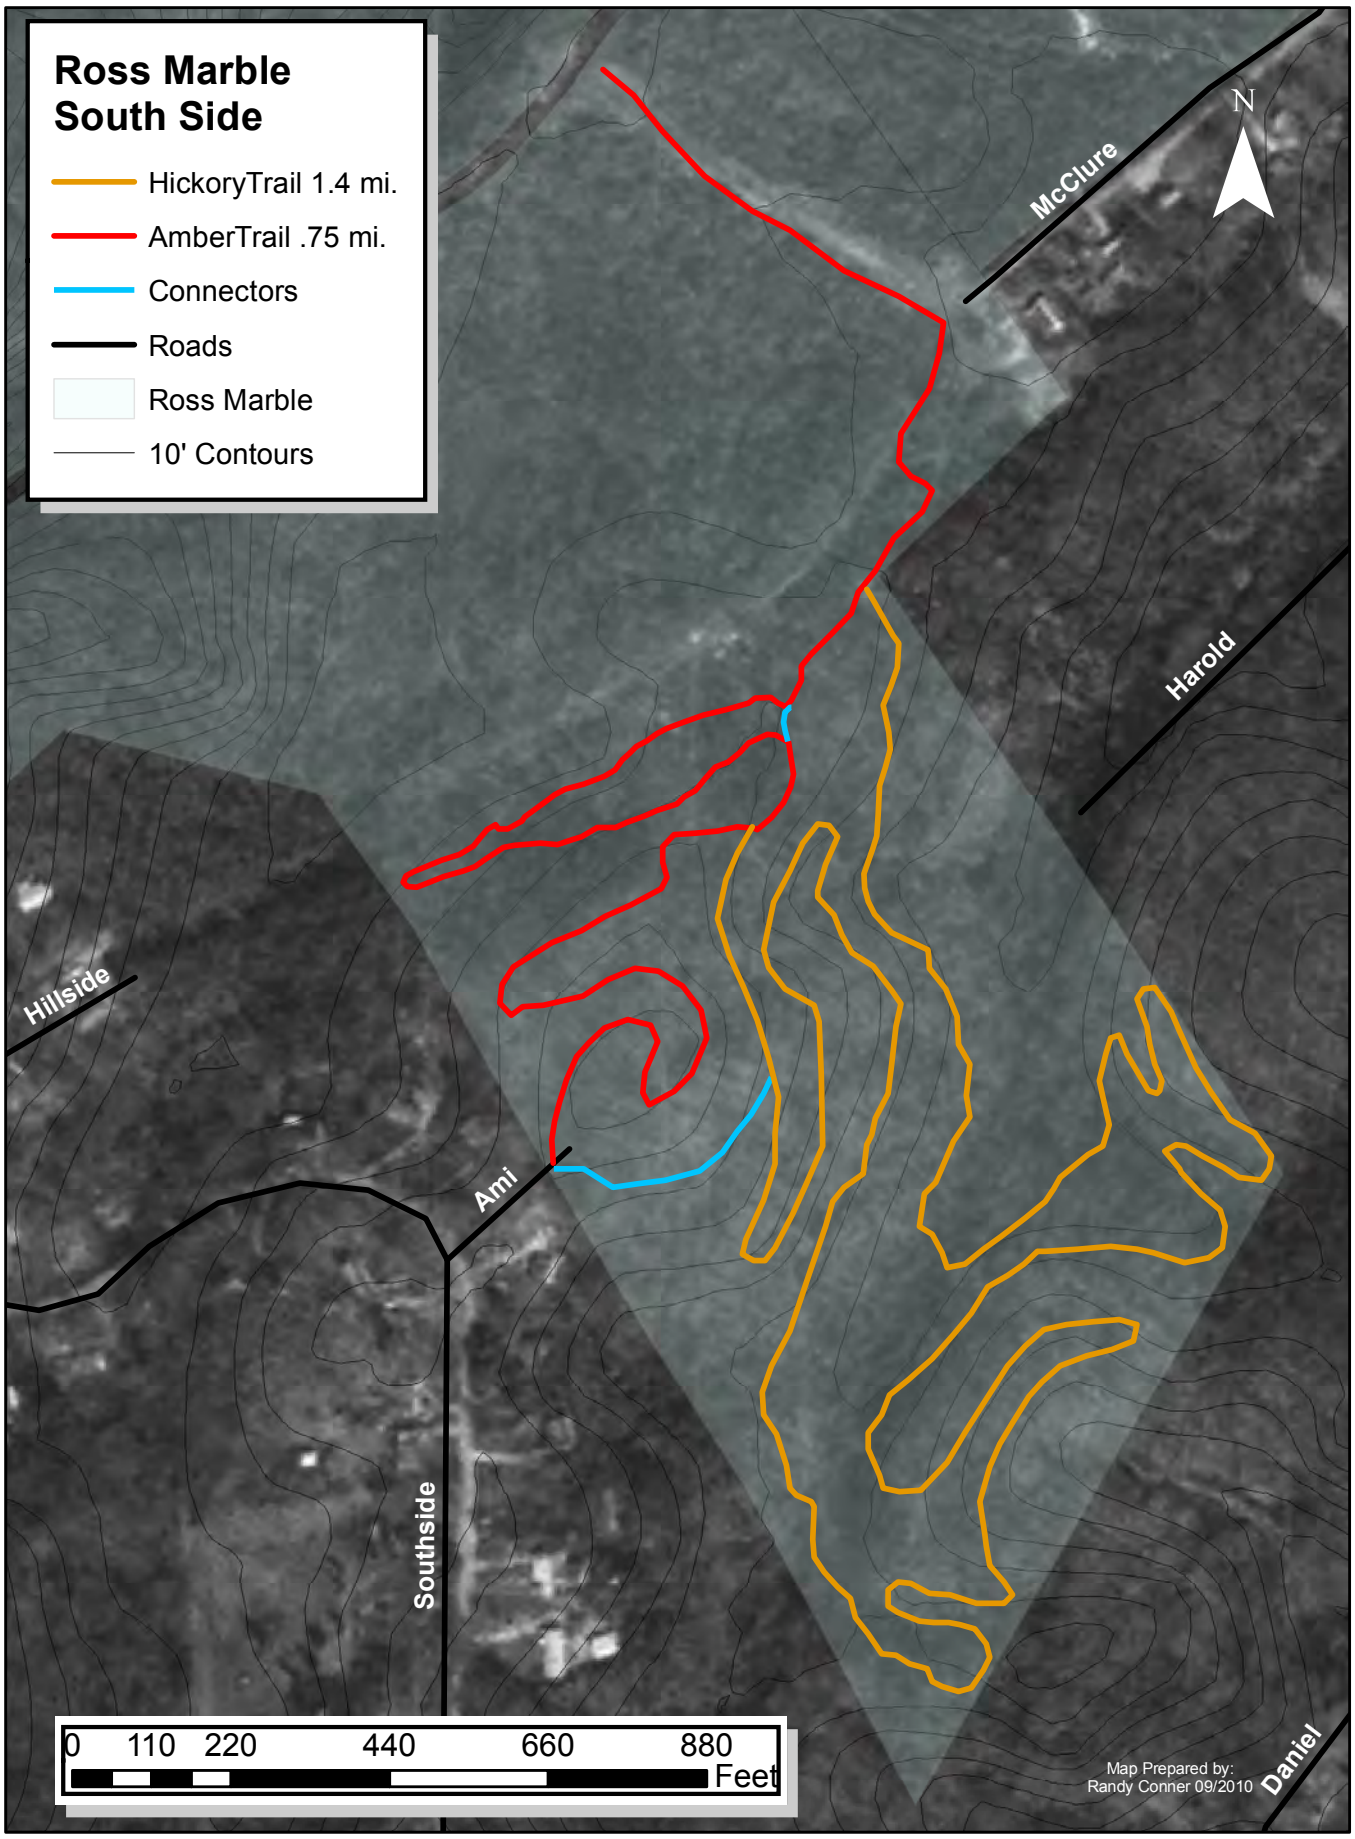 Ross Marble
South Side
HickoryTrail 1.4 mi.
AmberTrail .75 mi.
Connectors
Roads
Ross Marble
10' Contours
N
McClure
Harold
Hillside
Ami
Southside
Daniel
0 110 220 440 660 880
Feet
Map Prepared by:
Randy Conner 09/2010